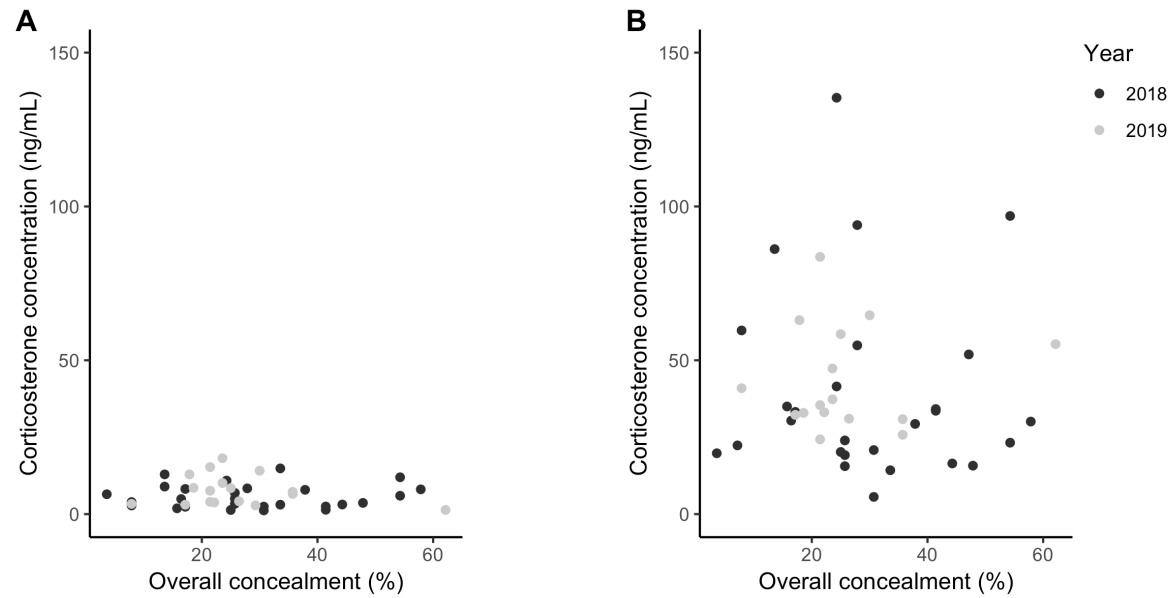 A
Corticosterone concentration (ng/mL)
150
100
50
0
20 40 60
Overall concealment (%)
B
Corticosterone concentration (ng/mL)
150
100
50
0
20 40 60
Overall concealment (%)
Year
2018
2019